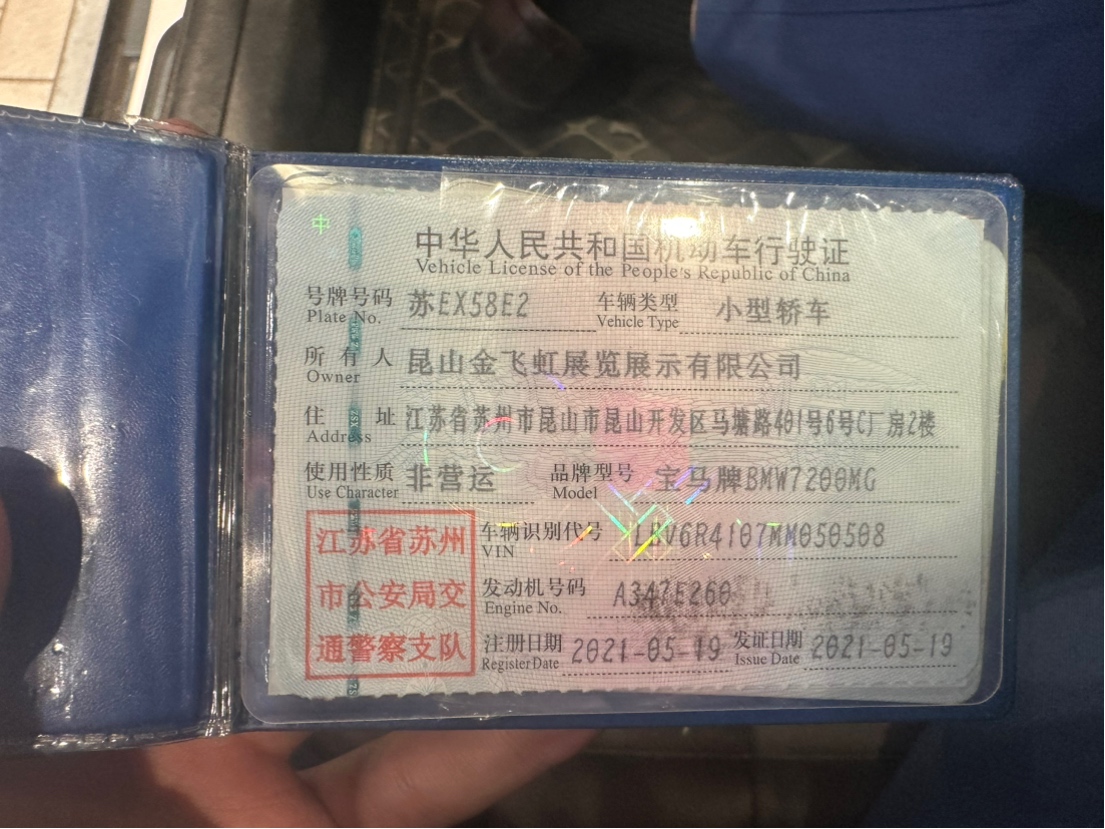 中华人民共和国机动车行驶证
Vehicle License of the People's Republic of China
号牌号码 苏EX58E2 车辆类型 小型轿车
Plate No. Vehicle Type
所有人 昆山金飞虹展览展示有限公司
Owner
住址 江苏省苏州市昆山市昆山开发区马塘路401号6号C厂房2楼
Address
使用性质 非营运 品牌型号 宝马牌BMW7200MG
Use Character Model
江苏省苏州 车辆识别代号 LBV6R4107MM050508
VIN
市公安局交 发动机号码 A347E260
Engine No.
通警察支队 注册日期 2021-05-19 发证日期 2021-05-19
Register Date Issue Date